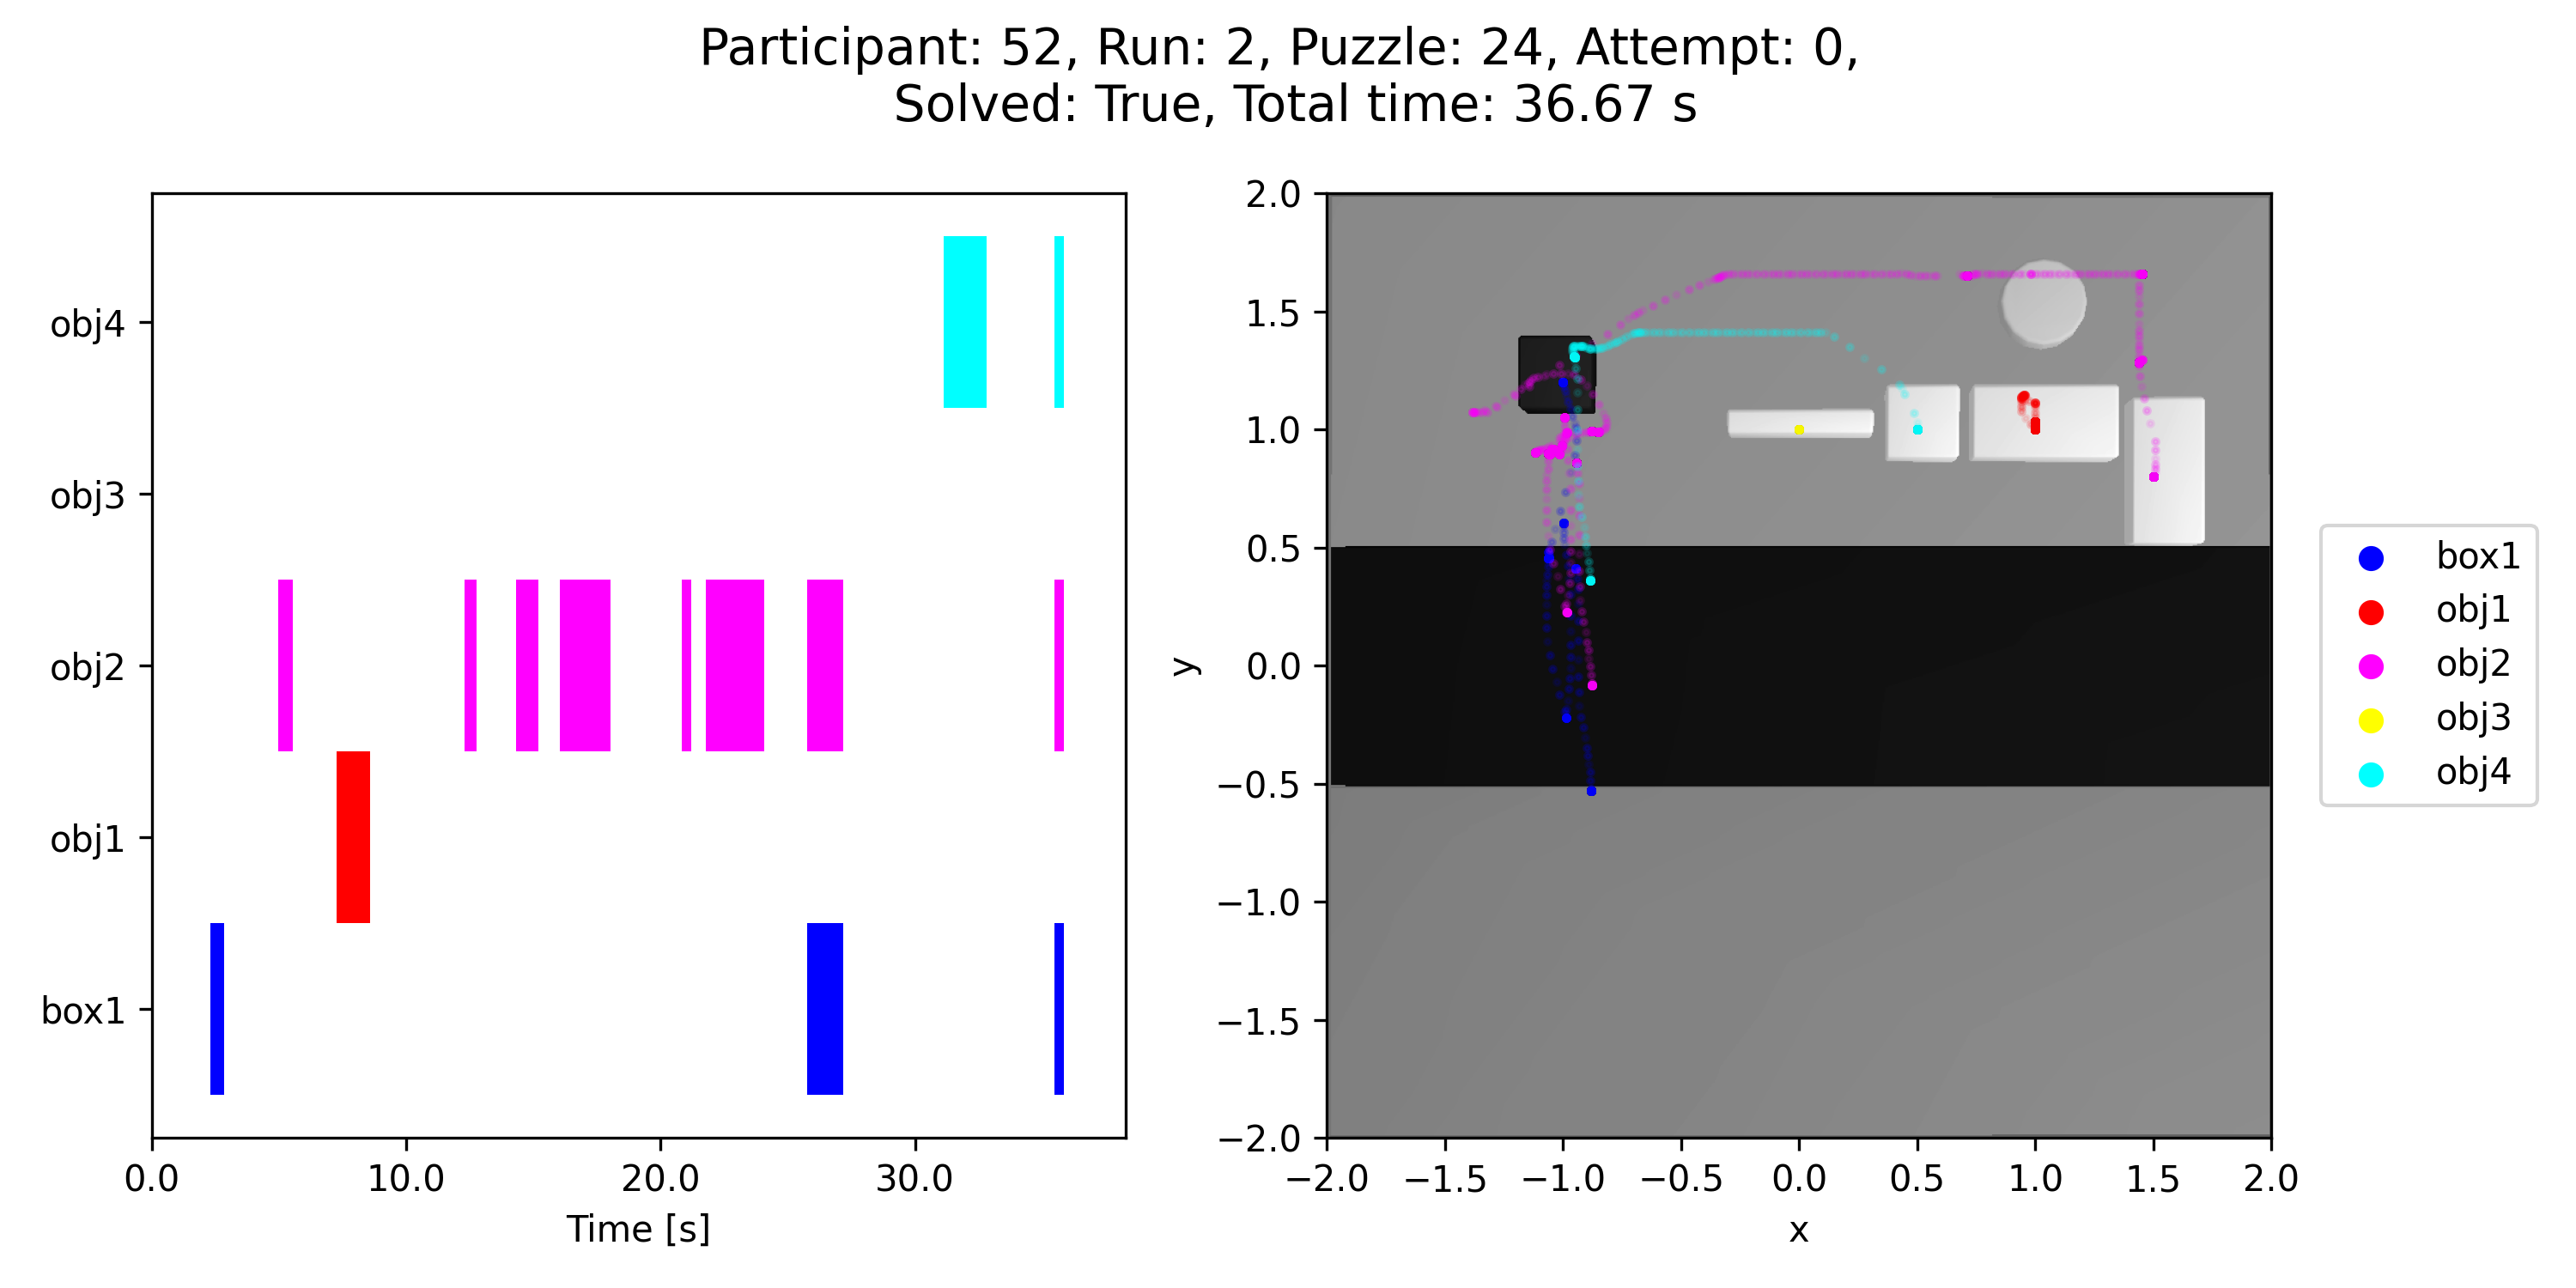 Participant: 52, Run: 2, Puzzle: 24, Attempt: 0,
Solved: True, Total time: 36.67 s
obj4
obj3
obj2
obj1
box1
0.0 10.0 20.0 30.0
Time [s]
2.0
1.5
1.0
0.5
0.0
−0.5
−1.0
−1.5
−2.0
y
−2.0 −1.5 −1.0 −0.5 0.0 0.5 1.0 1.5 2.0
x
box1
obj1
obj2
obj3
obj4